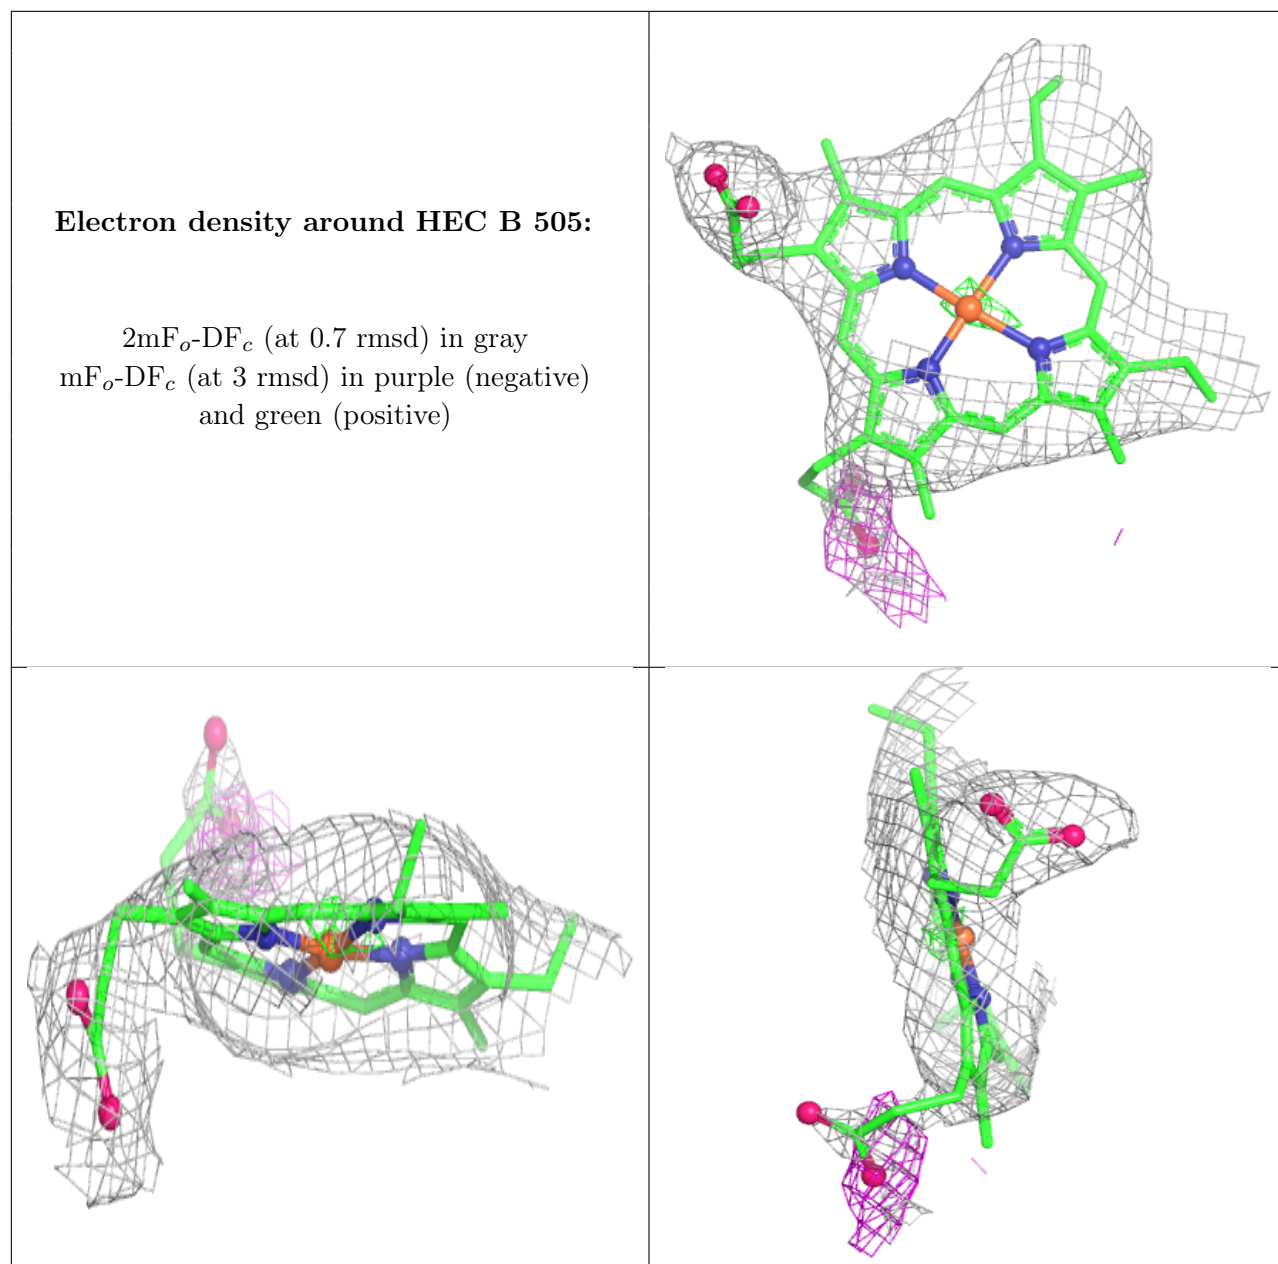 Electron density around HEC B 505:
2mFo-DFc (at 0.7 rmsd) in gray
mFo-DFc (at 3 rmsd) in purple (negative)
and green (positive)